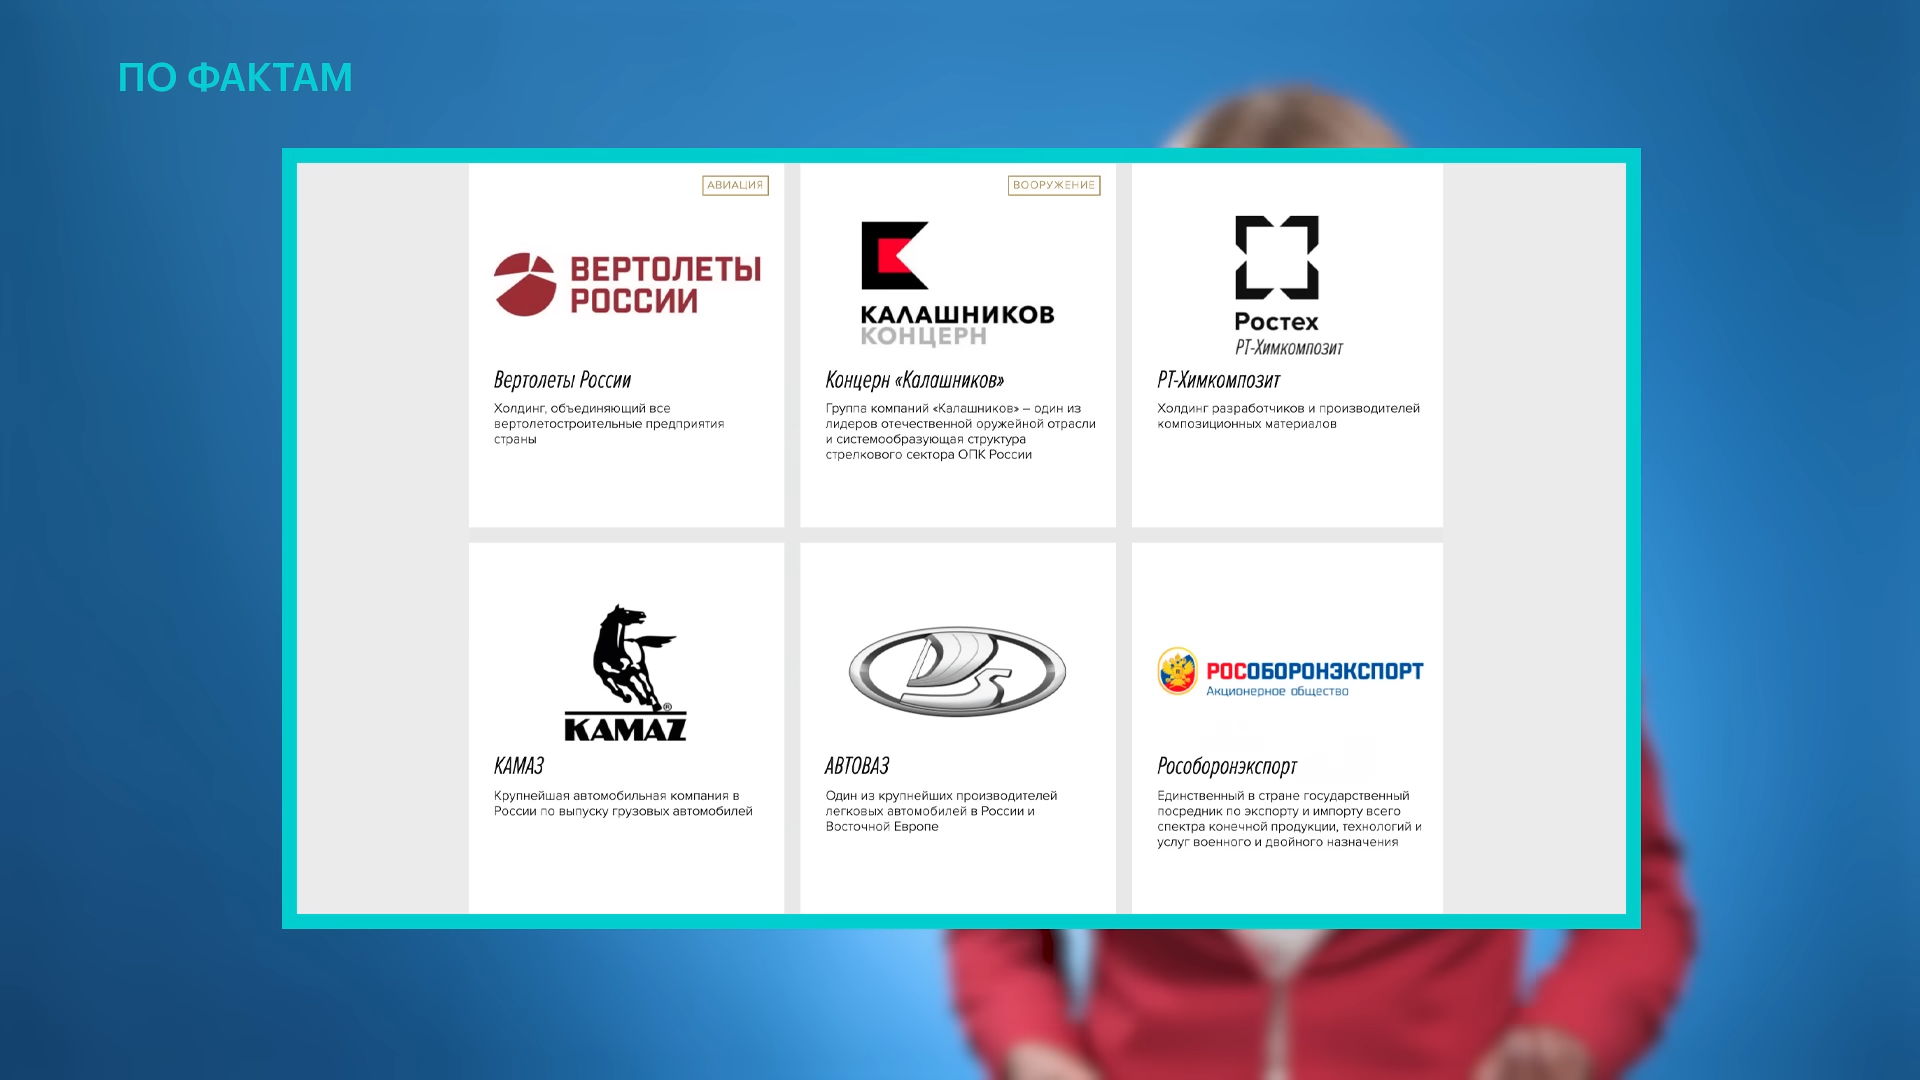 ПО ФАКТАМ
АВИАЦИЯ
ВЕРТОЛЕТЫ
РОССИИ
Вертолеты России
Холдинг, объединяющий все
вертолетостроительные предприятия
страны
ВООРУЖЕНИЕ
КАЛАШНИКОВ
КОНЦЕРН
Концерн «Калашников»
Группа компаний «Калашников» – один из
лидеров отечественной оружейной отрасли
и системообразующая структура
стрелкового сектора ОПК России
Ростех
РТ-Химкомпозит
РТ-Химкомпозит
Холдинг разработчиков и производителей
композиционных материалов
®
KAMAZ
КАМАЗ
Крупнейшая автомобильная компания в
России по выпуску грузовых автомобилей
АВТОВАЗ
Один из крупнейших производителей
легковых автомобилей в России и
Восточной Европе
РОСОБОРОНЭКСПОРТ
Акционерное общество
Рособоронэкспорт
Единственный в стране государственный
посредник по экспорту и импорту всего
спектра конечной продукции, технологий и
услуг военного и двойного назначения